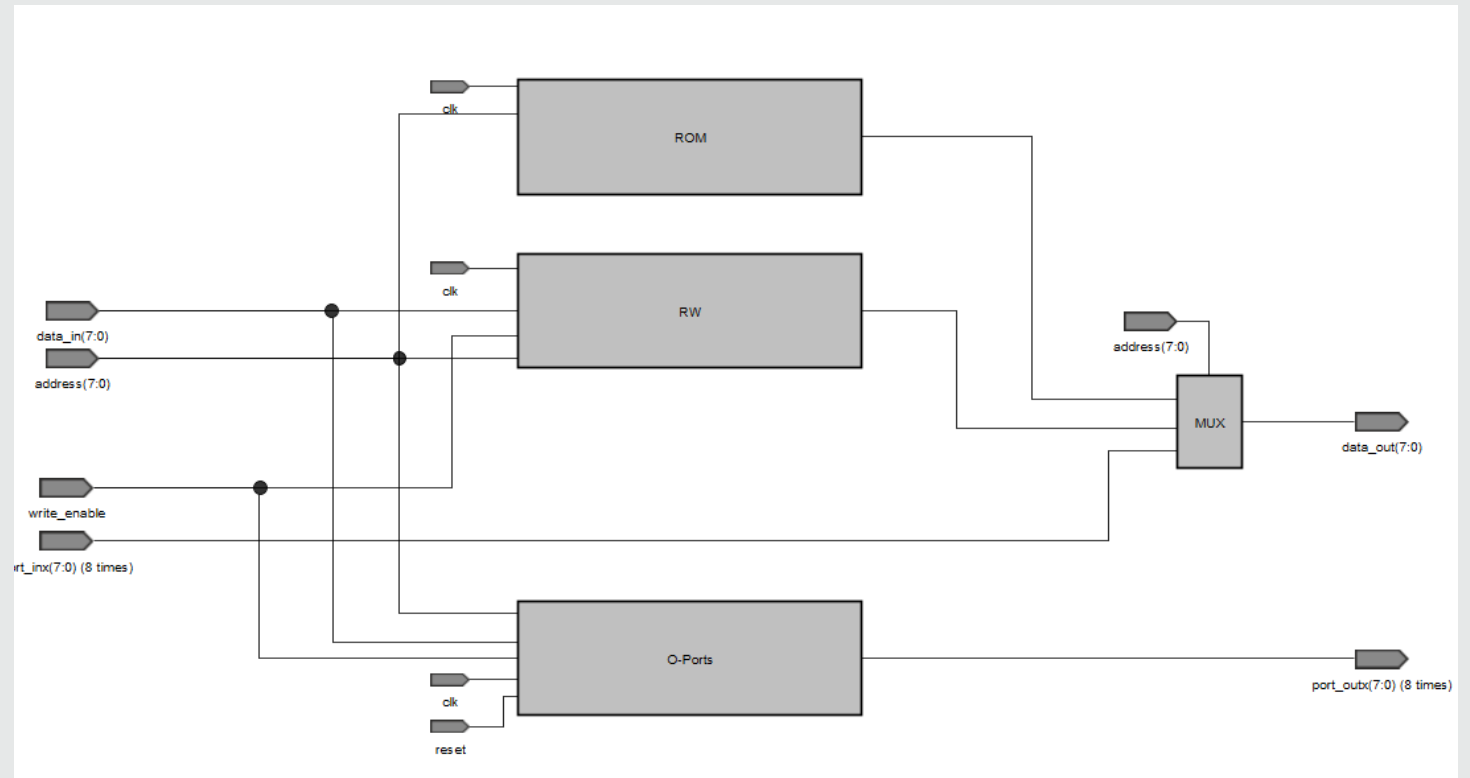 clk
ROM
clk
RW
data_in(7:0)
address(7:0)
address(7:0)
MUX
data_out(7:0)
write_enable
rt_inx(7:0) (8 times)
O-Ports
clk
port_outx(7:0) (8 times)
reset